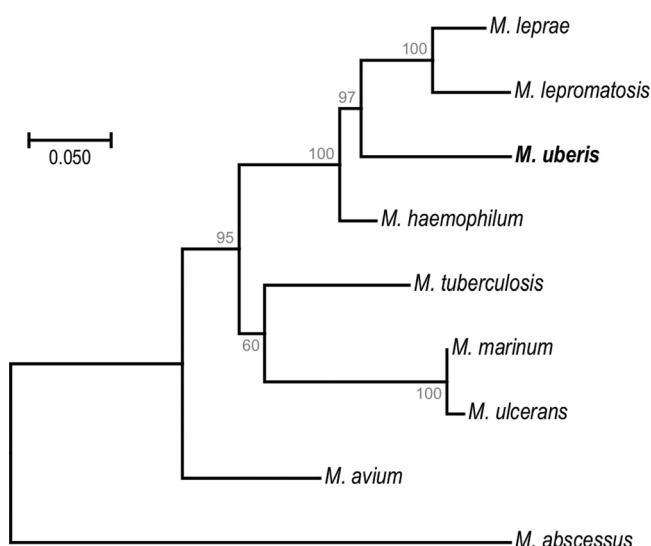 M. leprae
100
M. lepromatosis
97
0.050
M. uberis
100
M. haemophilum
95
M. tuberculosis
60
M. marinum
100
M. ulcerans
M. avium
M. abscessus